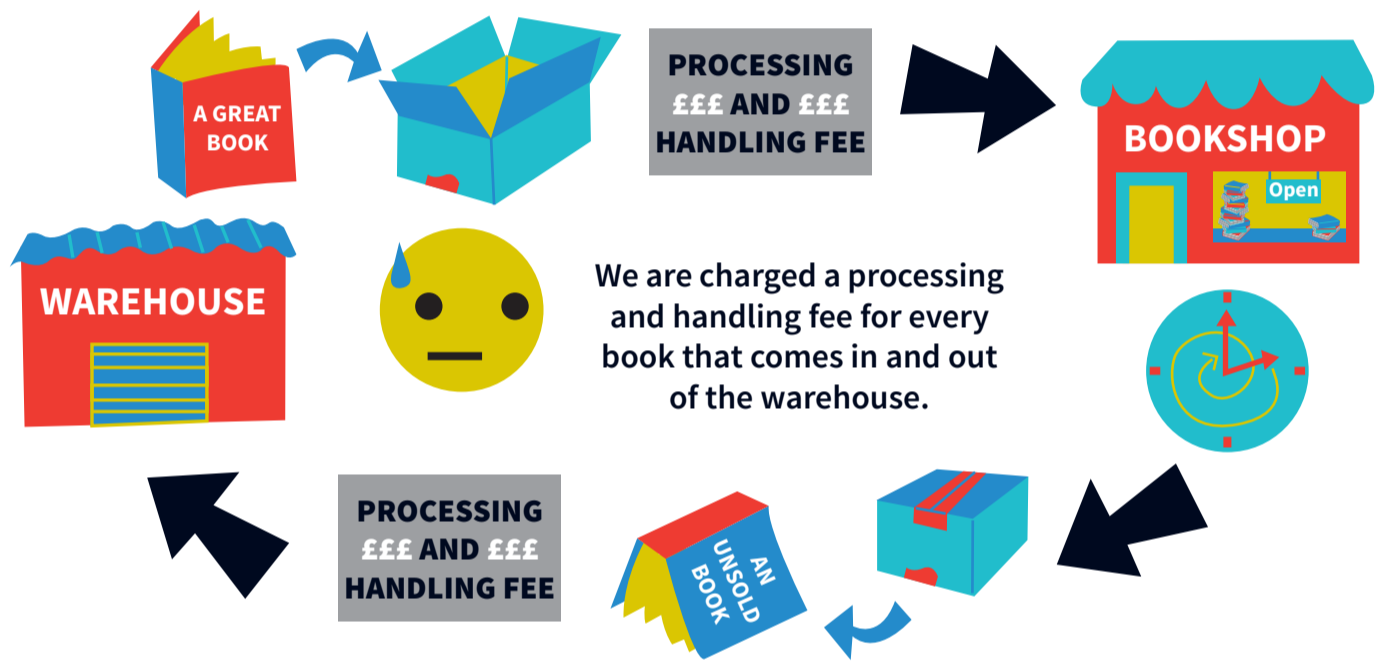 A GREAT
BOOK
PROCESSING
£££ AND £££
HANDLING FEE
BOOKSHOP
Open
WAREHOUSE
We are charged a processing
and handling fee for every
book that comes in and out
of the warehouse.
PROCESSING
£££ AND £££
HANDLING FEE
AN
UNSOLD
BOOK